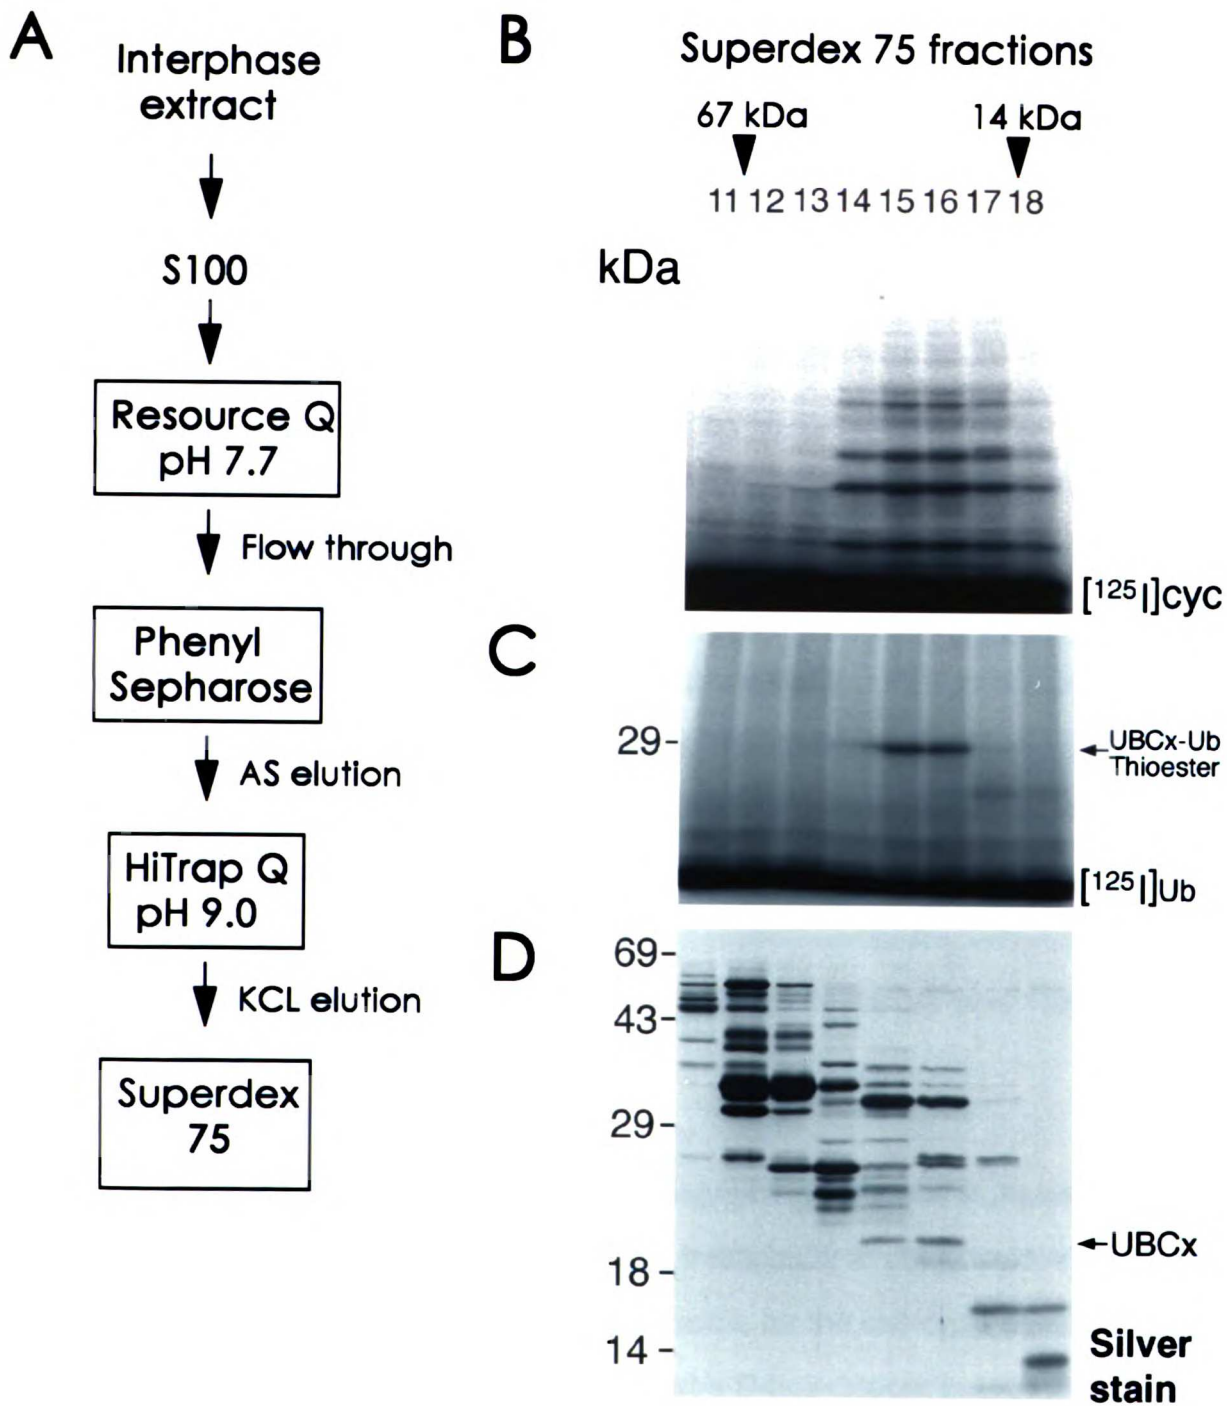 A
Interphase
extract
S100
Resource Q
pH 7.7
Flow through
Phenyl
Sepharose
AS elution
HiTrap Q
pH 9.0
KCL elution
Superdex
75
B
Superdex 75 fractions
67 kDa 14 kDa
11 12 13 14 15 16 17 18
kDa
[125I]cyc
C
29-
UBCx-Ub
Thioester
[125I]Ub
D
69-
43-
29-
UBCx
18-
14-
Silver
stain